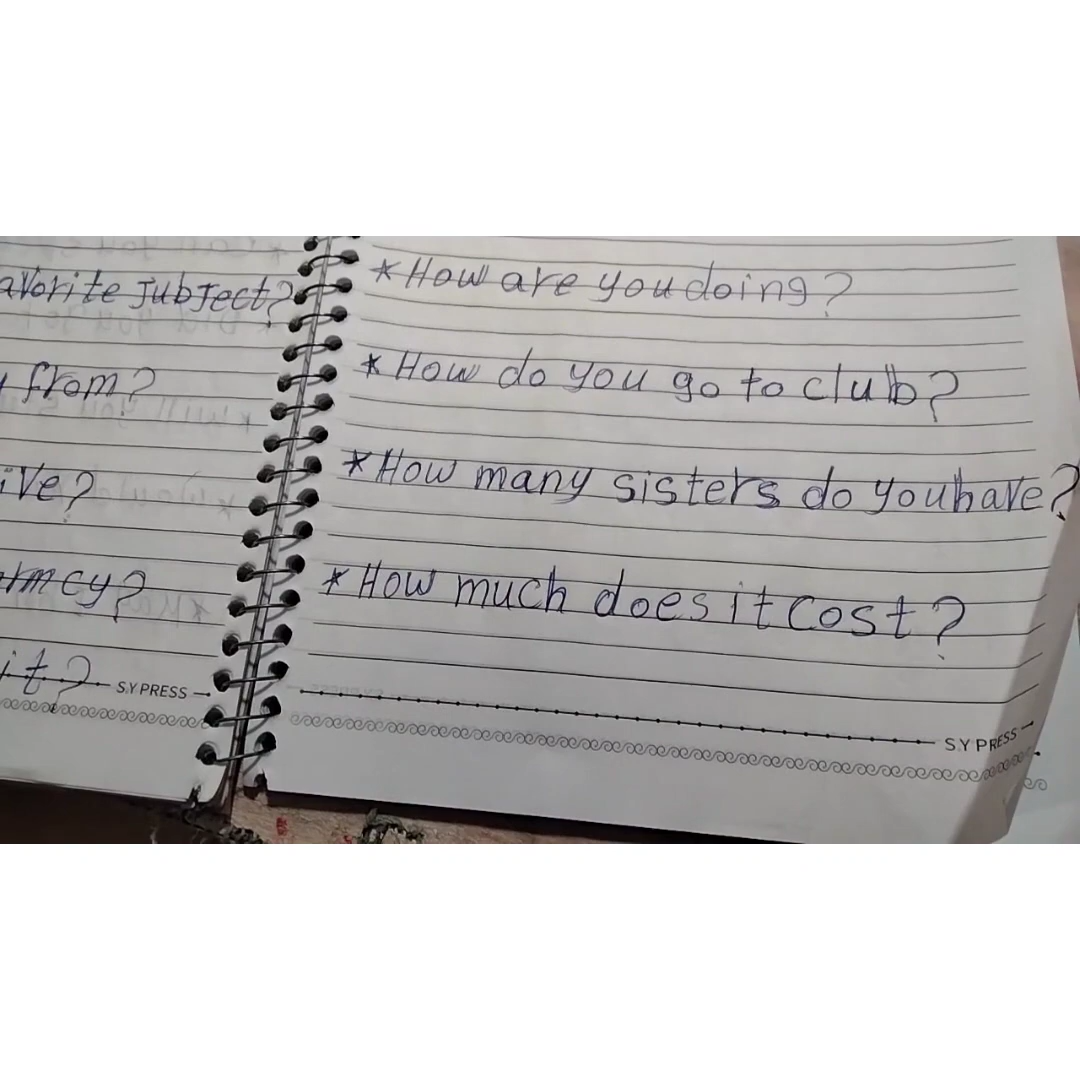 avorite Jubject?
from?
ive?
rmcy?
it?
S.Y PRESS
* How are you doing?
* How do you go to club?
* How many sisters do you have?
* How much does it cost?
S.Y PRESS